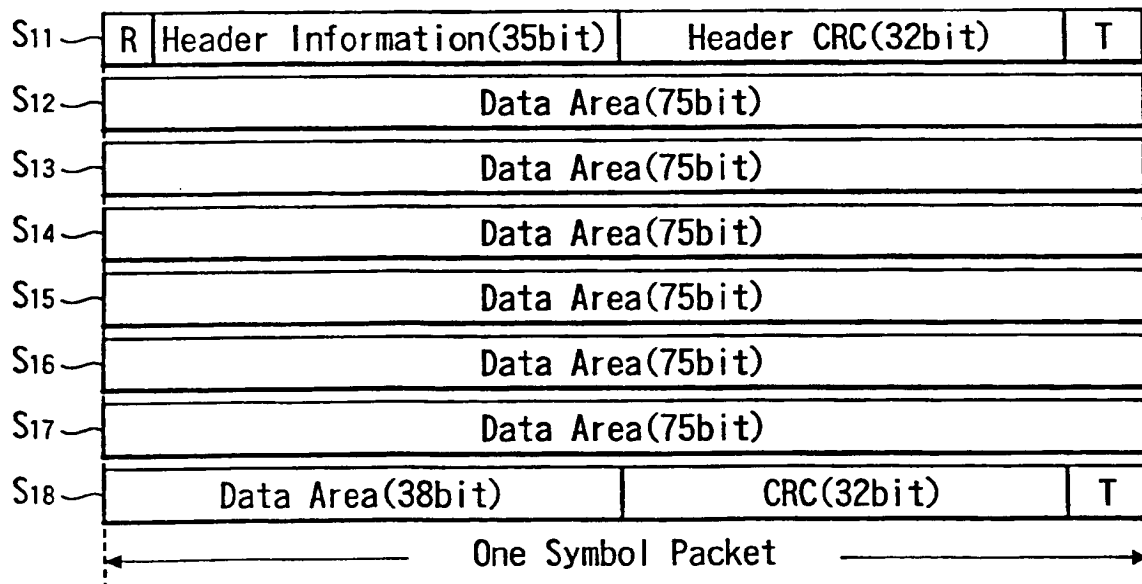 S11 R Header Information(35bit) Header CRC(32bit) T
S12 Data Area(75bit)
S13 Data Area(75bit)
S14 Data Area(75bit)
S15 Data Area(75bit)
S16 Data Area(75bit)
S17 Data Area(75bit)
S18 Data Area(38bit) CRC(32bit) T
One Symbol Packet